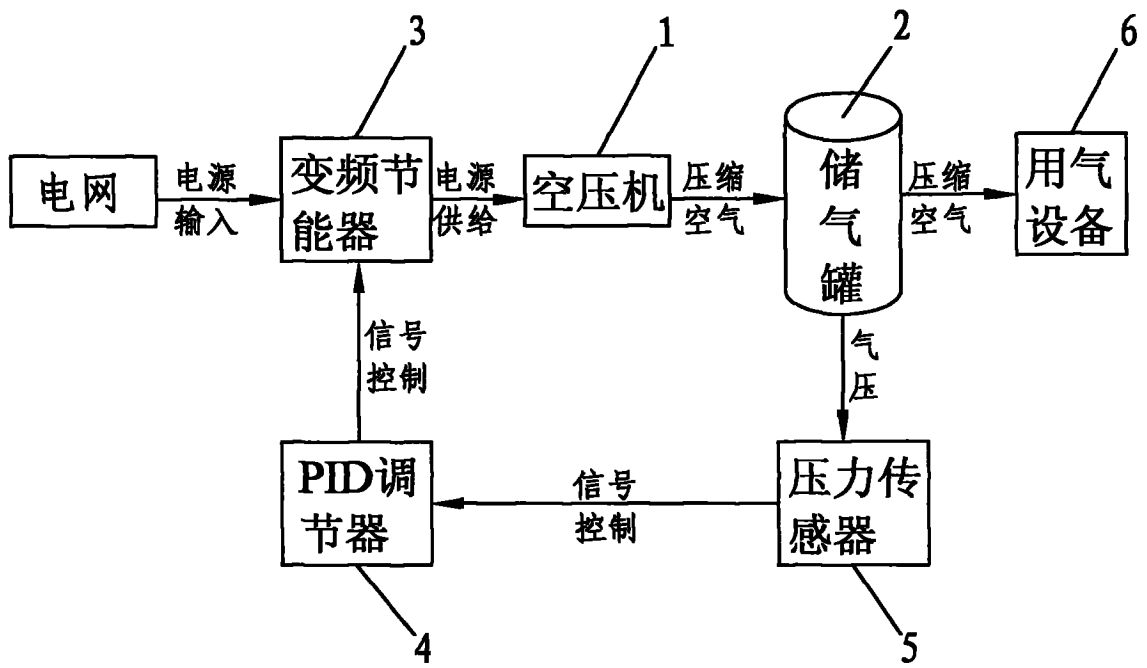 3
1
2
6
电网
电源
输入
变频节
能器
电源
供给
空压机
压缩
空气
储
气
罐
压缩
空气
用气
设备
信号
控制
气
压
PID调
节器
信号
控制
压力传
感器
4
5